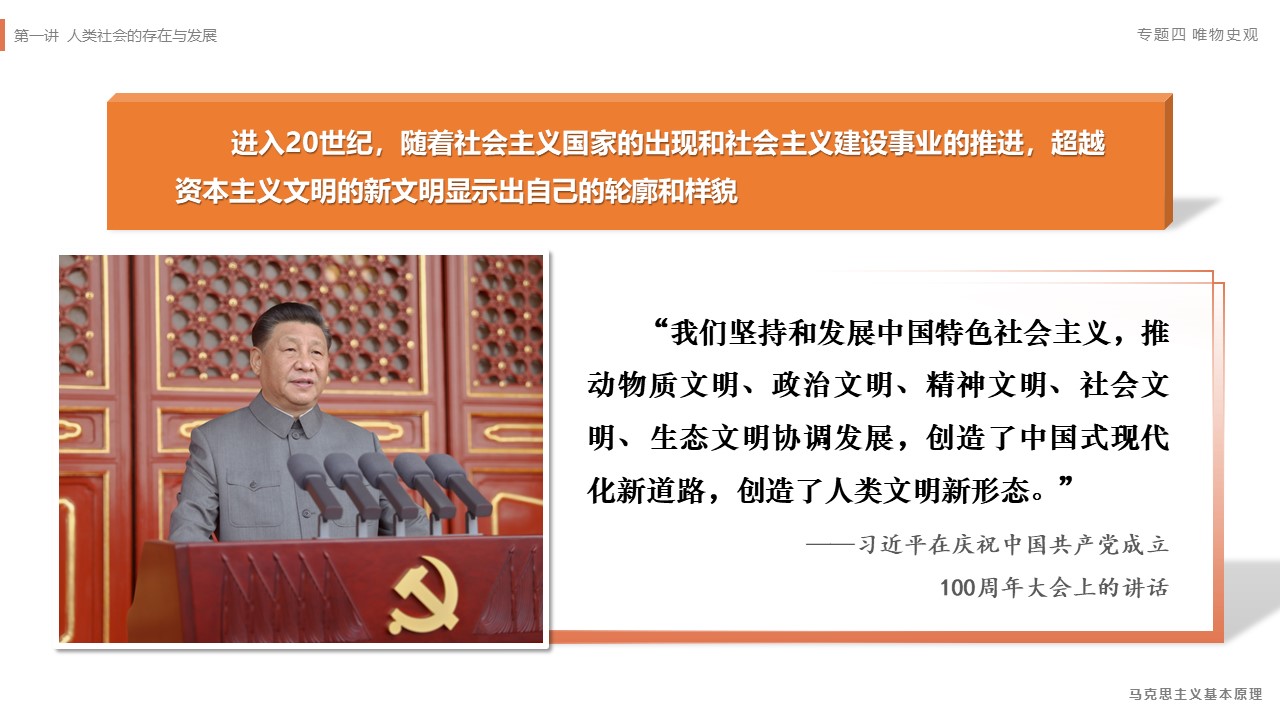 第一讲 人类社会的存在与发展
专题四 唯物史观
进入20世纪，随着社会主义国家的出现和社会主义建设事业的推进，超越
资本主义文明的新文明显示出自己的轮廓和样貌
“我们坚持和发展中国特色社会主义，推
动物质文明、政治文明、精神文明、社会文
明、生态文明协调发展，创造了中国式现代
化新道路，创造了人类文明新形态。”
——习近平在庆祝中国共产党成立
100周年大会上的讲话
马克思主义基本原理